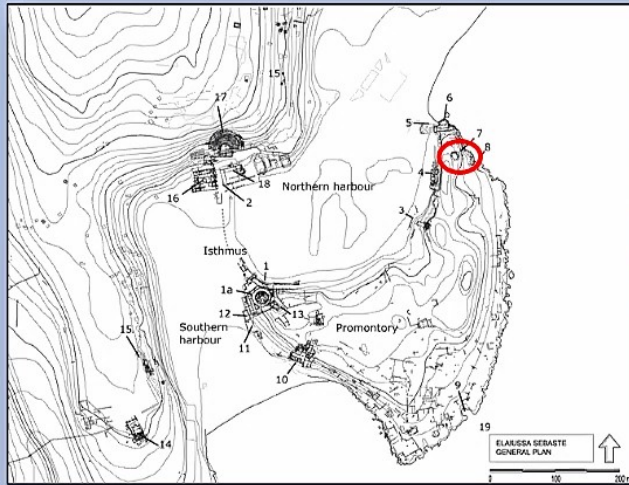 17
15
6
5
7
8
4
16
2
18
Northern harbour
3
Isthmus
1
1a
12
13
Southern
harbour
11
Promontory
10
15
14
9
19
ELAIUSSA SEBASTE
GENERAL PLAN
0 100 200 m